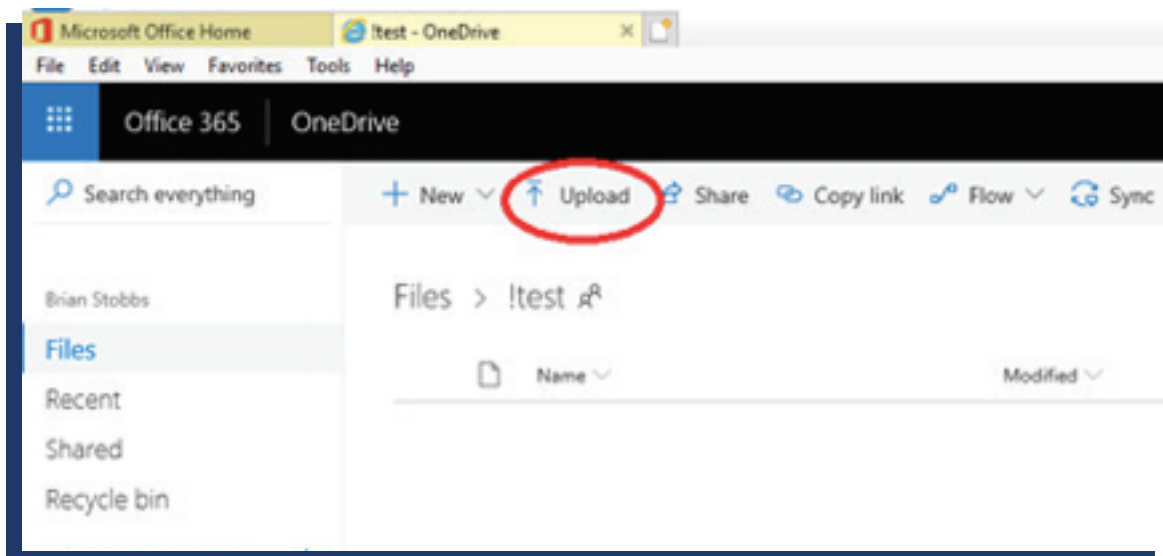 Microsoft Office Home !test - OneDrive
File Edit View Favorites Tools Help
Office 365 OneDrive
Search everything New Upload Share Copy link Flow Sync
Brian Stobbs
Files > !test
Files
Name Modified
Recent
Shared
Recycle bin